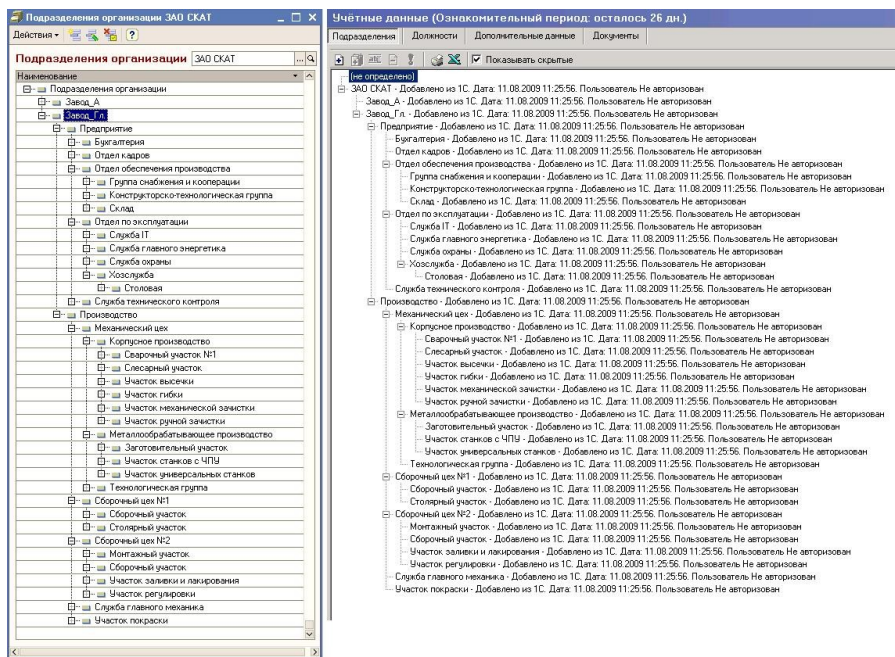 Подразделения организации ЗАО СКАТ
Действия
Подразделения организации ЗАО СКАТ
Наименование
Подразделения организации
Завод_А
Завод_Гл.
Предприятие
Бухгалтерия
Отдел кадров
Отдел обеспечения производства
Группа снабжения и кооперации
Конструкторско-технологическая группа
Склад
Отдел по эксплуатации
Служба IT
Служба главного энергетика
Служба охраны
Хозслужба
Столовая
Служба технического контроля
Производство
Механический цех
Корпусное производство
Сварочный участок №1
Слесарный участок
Участок высечки
Участок гибки
Участок механической зачистки
Участок ручной зачистки
Металлообрабатывающее производство
Заготовительный участок
Участок станков с ЧПУ
Участок универсальных станков
Технологическая группа
Сборочный цех №1
Сборочный участок
Столярный участок
Сборочный цех №2
Монтажный участок
Сборочный участок
Участок заливки и лакирования
Участок регулировки
Служба главного механика
Участок покраски
Учётные данные (Ознакомительный период: осталось 26 дн.)
Подразделения Должности Дополнительные данные Документы
Показывать скрытые
(не определено)
ЗАО СКАТ - Добавлено из 1С. Дата: 11.08.2009 11:25:56. Пользователь Не авторизован
Завод_А - Добавлено из 1С. Дата: 11.08.2009 11:25:56. Пользователь Не авторизован
Завод_Гл. - Добавлено из 1С. Дата: 11.08.2009 11:25:56. Пользователь Не авторизован
Предприятие - Добавлено из 1С. Дата: 11.08.2009 11:25:56. Пользователь Не авторизован
Бухгалтерия - Добавлено из 1С. Дата: 11.08.2009 11:25:56. Пользователь Не авторизован
Отдел кадров - Добавлено из 1С. Дата: 11.08.2009 11:25:56. Пользователь Не авторизован
Отдел обеспечения производства - Добавлено из 1С. Дата: 11.08.2009 11:25:56. Пользователь Не авторизован
Группа снабжения и кооперации - Добавлено из 1С. Дата: 11.08.2009 11:25:56. Пользователь Не авторизован
Конструкторско-технологическая группа - Добавлено из 1С. Дата: 11.08.2009 11:25:56. Пользователь Не авторизован
Склад - Добавлено из 1С. Дата: 11.08.2009 11:25:56. Пользователь Не авторизован
Отдел по эксплуатации - Добавлено из 1С. Дата: 11.08.2009 11:25:56. Пользователь Не авторизован
Служба IT - Добавлено из 1С. Дата: 11.08.2009 11:25:56. Пользователь Не авторизован
Служба главного энергетика - Добавлено из 1С. Дата: 11.08.2009 11:25:56. Пользователь Не авторизован
Служба охраны - Добавлено из 1С. Дата: 11.08.2009 11:25:56. Пользователь Не авторизован
Хозслужба - Добавлено из 1С. Дата: 11.08.2009 11:25:56. Пользователь Не авторизован
Столовая - Добавлено из 1С. Дата: 11.08.2009 11:25:56. Пользователь Не авторизован
Служба технического контроля - Добавлено из 1С. Дата: 11.08.2009 11:25:56. Пользователь Не авторизован
Производство - Добавлено из 1С. Дата: 11.08.2009 11:25:56. Пользователь Не авторизован
Механический цех - Добавлено из 1С. Дата: 11.08.2009 11:25:56. Пользователь Не авторизован
Корпусное производство - Добавлено из 1С. Дата: 11.08.2009 11:25:56. Пользователь Не авторизован
Сварочный участок №1 - Добавлено из 1С. Дата: 11.08.2009 11:25:56. Пользователь Не авторизован
Слесарный участок - Добавлено из 1С. Дата: 11.08.2009 11:25:56. Пользователь Не авторизован
Участок высечки - Добавлено из 1С. Дата: 11.08.2009 11:25:56. Пользователь Не авторизован
Участок гибки - Добавлено из 1С. Дата: 11.08.2009 11:25:56. Пользователь Не авторизован
Участок механической зачистки - Добавлено из 1С. Дата: 11.08.2009 11:25:56. Пользователь Не авторизован
Участок ручной зачистки - Добавлено из 1С. Дата: 11.08.2009 11:25:56. Пользователь Не авторизован
Металлообрабатывающее производство - Добавлено из 1С. Дата: 11.08.2009 11:25:56. Пользователь Не авторизован
Заготовительный участок - Добавлено из 1С. Дата: 11.08.2009 11:25:56. Пользователь Не авторизован
Участок станков с ЧПУ - Добавлено из 1С. Дата: 11.08.2009 11:25:56. Пользователь Не авторизован
Участок универсальных станков - Добавлено из 1С. Дата: 11.08.2009 11:25:56. Пользователь Не авторизован
Технологическая группа - Добавлено из 1С. Дата: 11.08.2009 11:25:56. Пользователь Не авторизован
Сборочный цех №1 - Добавлено из 1С. Дата: 11.08.2009 11:25:56. Пользователь Не авторизован
Сборочный участок - Добавлено из 1С. Дата: 11.08.2009 11:25:56. Пользователь Не авторизован
Столярный участок - Добавлено из 1С. Дата: 11.08.2009 11:25:56. Пользователь Не авторизован
Сборочный цех №2 - Добавлено из 1С. Дата: 11.08.2009 11:25:56. Пользователь Не авторизован
Монтажный участок - Добавлено из 1С. Дата: 11.08.2009 11:25:56. Пользователь Не авторизован
Сборочный участок - Добавлено из 1С. Дата: 11.08.2009 11:25:56. Пользователь Не авторизован
Участок заливки и лакирования - Добавлено из 1С. Дата: 11.08.2009 11:25:56. Пользователь Не авторизован
Участок регулировки - Добавлено из 1С. Дата: 11.08.2009 11:25:56. Пользователь Не авторизован
Служба главного механика - Добавлено из 1С. Дата: 11.08.2009 11:25:56. Пользователь Не авторизован
Участок покраски - Добавлено из 1С. Дата: 11.08.2009 11:25:56. Пользователь Не авторизован